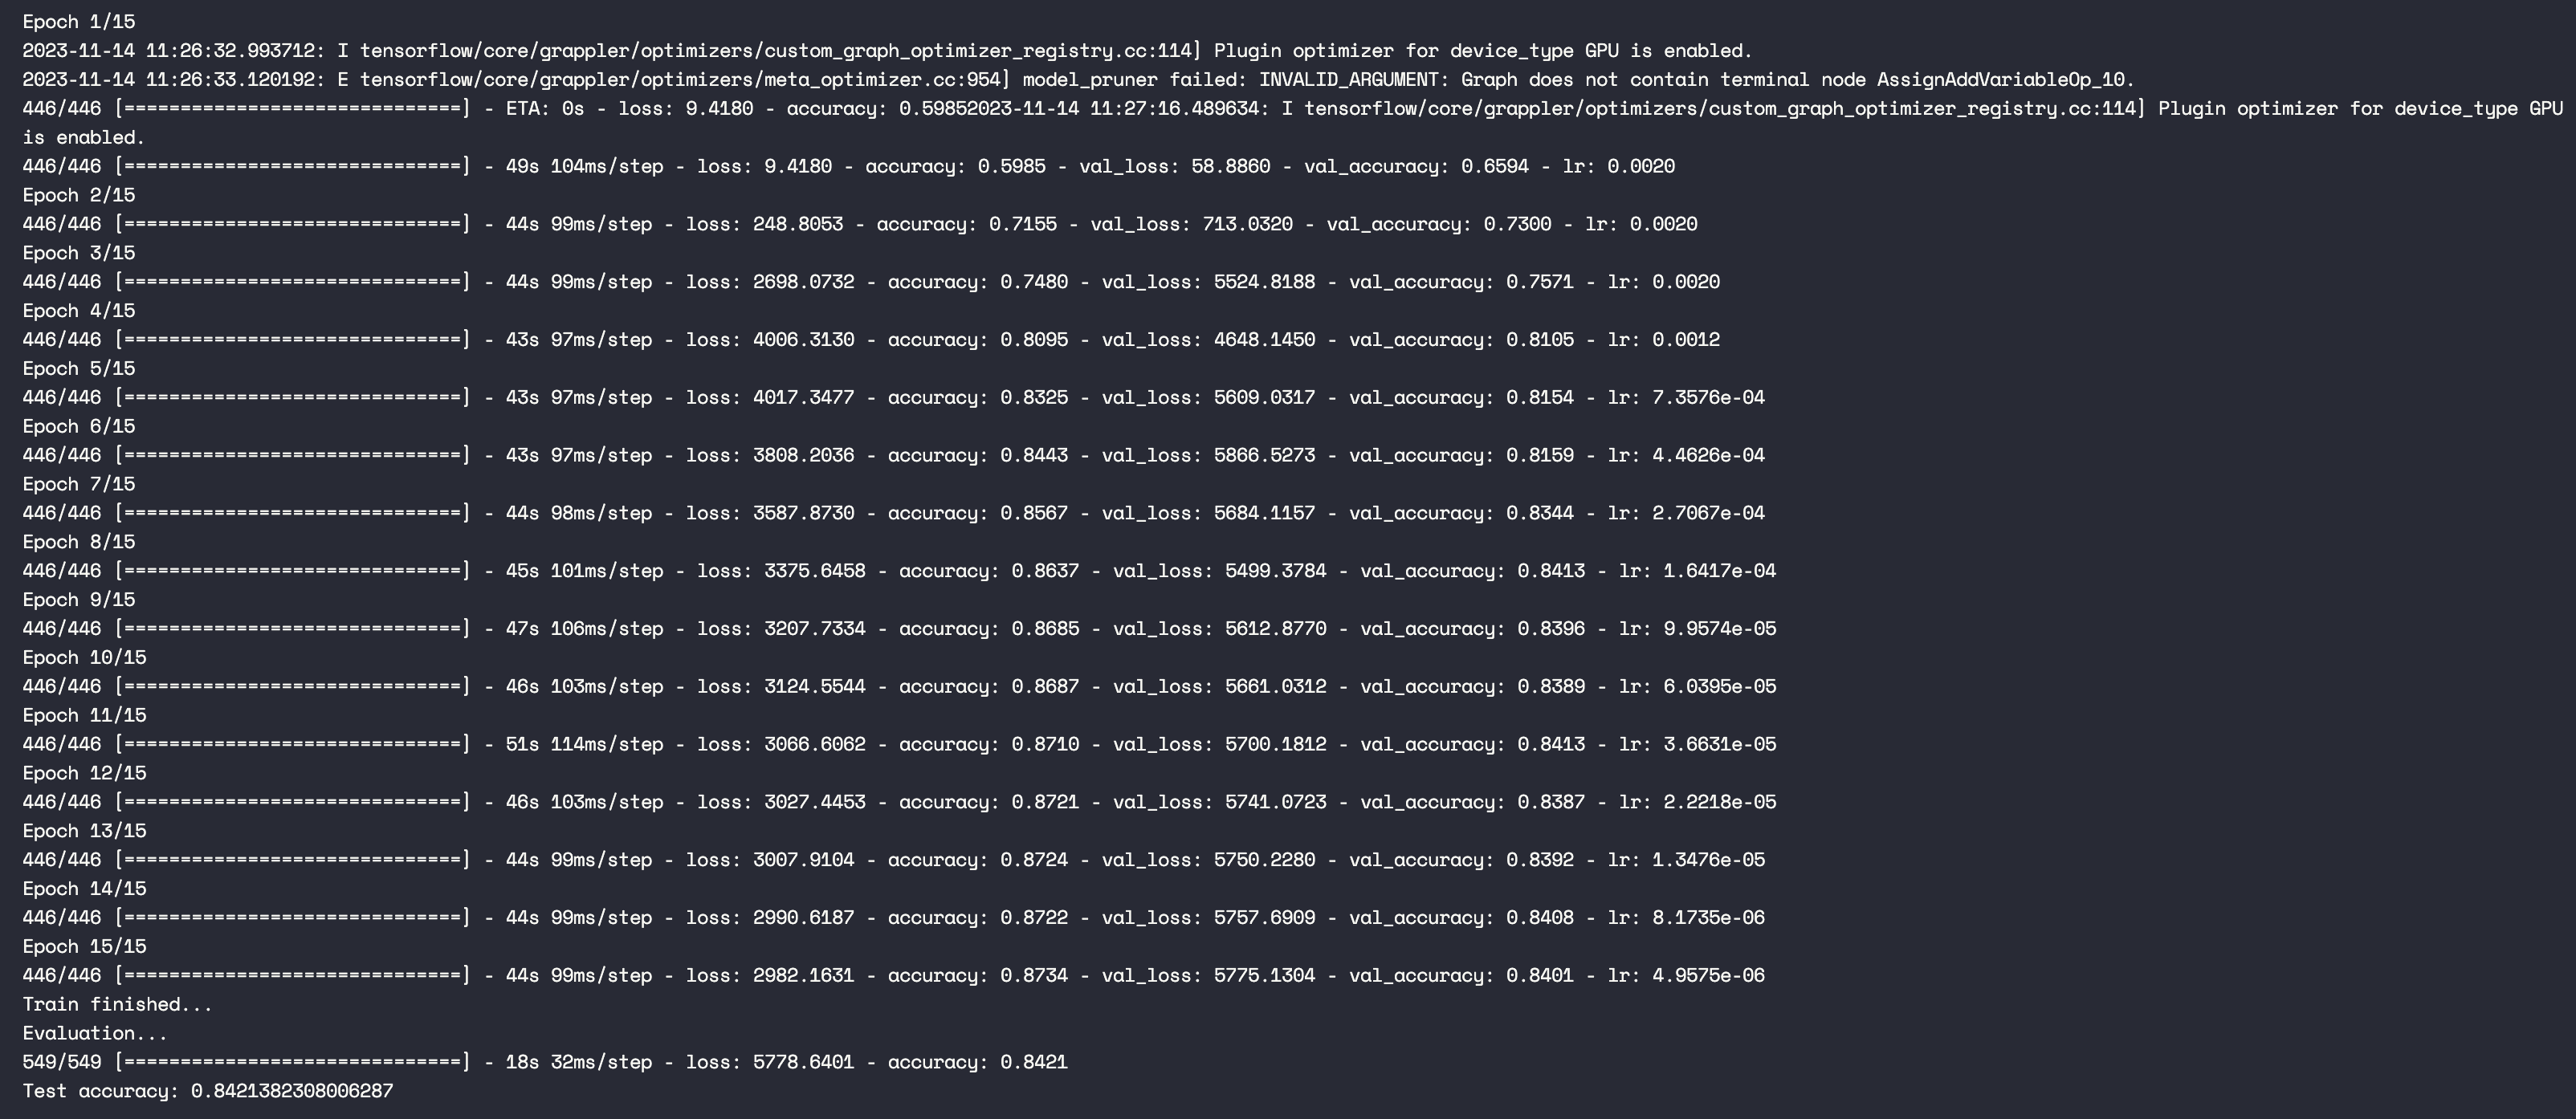 Epoch 1/15
2023-11-14 11:26:32.993712: I tensorflow/core/grappler/optimizers/custom_graph_optimizer_registry.cc:114] Plugin optimizer for device_type GPU is enabled.
2023-11-14 11:26:33.120192: E tensorflow/core/grappler/optimizers/meta_optimizer.cc:954] model_pruner failed: INVALID_ARGUMENT: Graph does not contain terminal node AssignAddVariableOp_10.
446/446 [==============================] - ETA: 0s - loss: 9.4180 - accuracy: 0.59852023-11-14 11:27:16.489634: I tensorflow/core/grappler/optimizers/custom_graph_optimizer_registry.cc:114] Plugin optimizer for device_type GPU
is enabled.
446/446 [==============================] - 49s 104ms/step - loss: 9.4180 - accuracy: 0.5985 - val_loss: 58.8860 - val_accuracy: 0.6594 - lr: 0.0020
Epoch 2/15
446/446 [==============================] - 44s 99ms/step - loss: 248.8053 - accuracy: 0.7155 - val_loss: 713.0320 - val_accuracy: 0.7300 - lr: 0.0020
Epoch 3/15
446/446 [==============================] - 44s 99ms/step - loss: 2698.0732 - accuracy: 0.7480 - val_loss: 5524.8188 - val_accuracy: 0.7571 - lr: 0.0020
Epoch 4/15
446/446 [==============================] - 43s 97ms/step - loss: 4006.3130 - accuracy: 0.8095 - val_loss: 4648.1450 - val_accuracy: 0.8105 - lr: 0.0012
Epoch 5/15
446/446 [==============================] - 43s 97ms/step - loss: 4017.3477 - accuracy: 0.8325 - val_loss: 5609.0317 - val_accuracy: 0.8154 - lr: 7.3576e-04
Epoch 6/15
446/446 [==============================] - 43s 97ms/step - loss: 3808.2036 - accuracy: 0.8443 - val_loss: 5866.5273 - val_accuracy: 0.8159 - lr: 4.4626e-04
Epoch 7/15
446/446 [==============================] - 44s 98ms/step - loss: 3587.8730 - accuracy: 0.8567 - val_loss: 5684.1157 - val_accuracy: 0.8344 - lr: 2.7067e-04
Epoch 8/15
446/446 [==============================] - 45s 101ms/step - loss: 3375.6458 - accuracy: 0.8637 - val_loss: 5499.3784 - val_accuracy: 0.8413 - lr: 1.6417e-04
Epoch 9/15
446/446 [==============================] - 47s 106ms/step - loss: 3207.7334 - accuracy: 0.8685 - val_loss: 5612.8770 - val_accuracy: 0.8396 - lr: 9.9574e-05
Epoch 10/15
446/446 [==============================] - 46s 103ms/step - loss: 3124.5544 - accuracy: 0.8687 - val_loss: 5661.0312 - val_accuracy: 0.8389 - lr: 6.0395e-05
Epoch 11/15
446/446 [==============================] - 51s 114ms/step - loss: 3066.6062 - accuracy: 0.8710 - val_loss: 5700.1812 - val_accuracy: 0.8413 - lr: 3.6631e-05
Epoch 12/15
446/446 [==============================] - 46s 103ms/step - loss: 3027.4453 - accuracy: 0.8721 - val_loss: 5741.0723 - val_accuracy: 0.8387 - lr: 2.2218e-05
Epoch 13/15
446/446 [==============================] - 44s 99ms/step - loss: 3007.9104 - accuracy: 0.8724 - val_loss: 5750.2280 - val_accuracy: 0.8392 - lr: 1.3476e-05
Epoch 14/15
446/446 [==============================] - 44s 99ms/step - loss: 2990.6187 - accuracy: 0.8722 - val_loss: 5757.6909 - val_accuracy: 0.8408 - lr: 8.1735e-06
Epoch 15/15
446/446 [==============================] - 44s 99ms/step - loss: 2982.1631 - accuracy: 0.8734 - val_loss: 5775.1304 - val_accuracy: 0.8401 - lr: 4.9575e-06
Train finished...
Evaluation...
549/549 [==============================] - 18s 32ms/step - loss: 5778.6401 - accuracy: 0.8421
Test accuracy: 0.8421382308006287